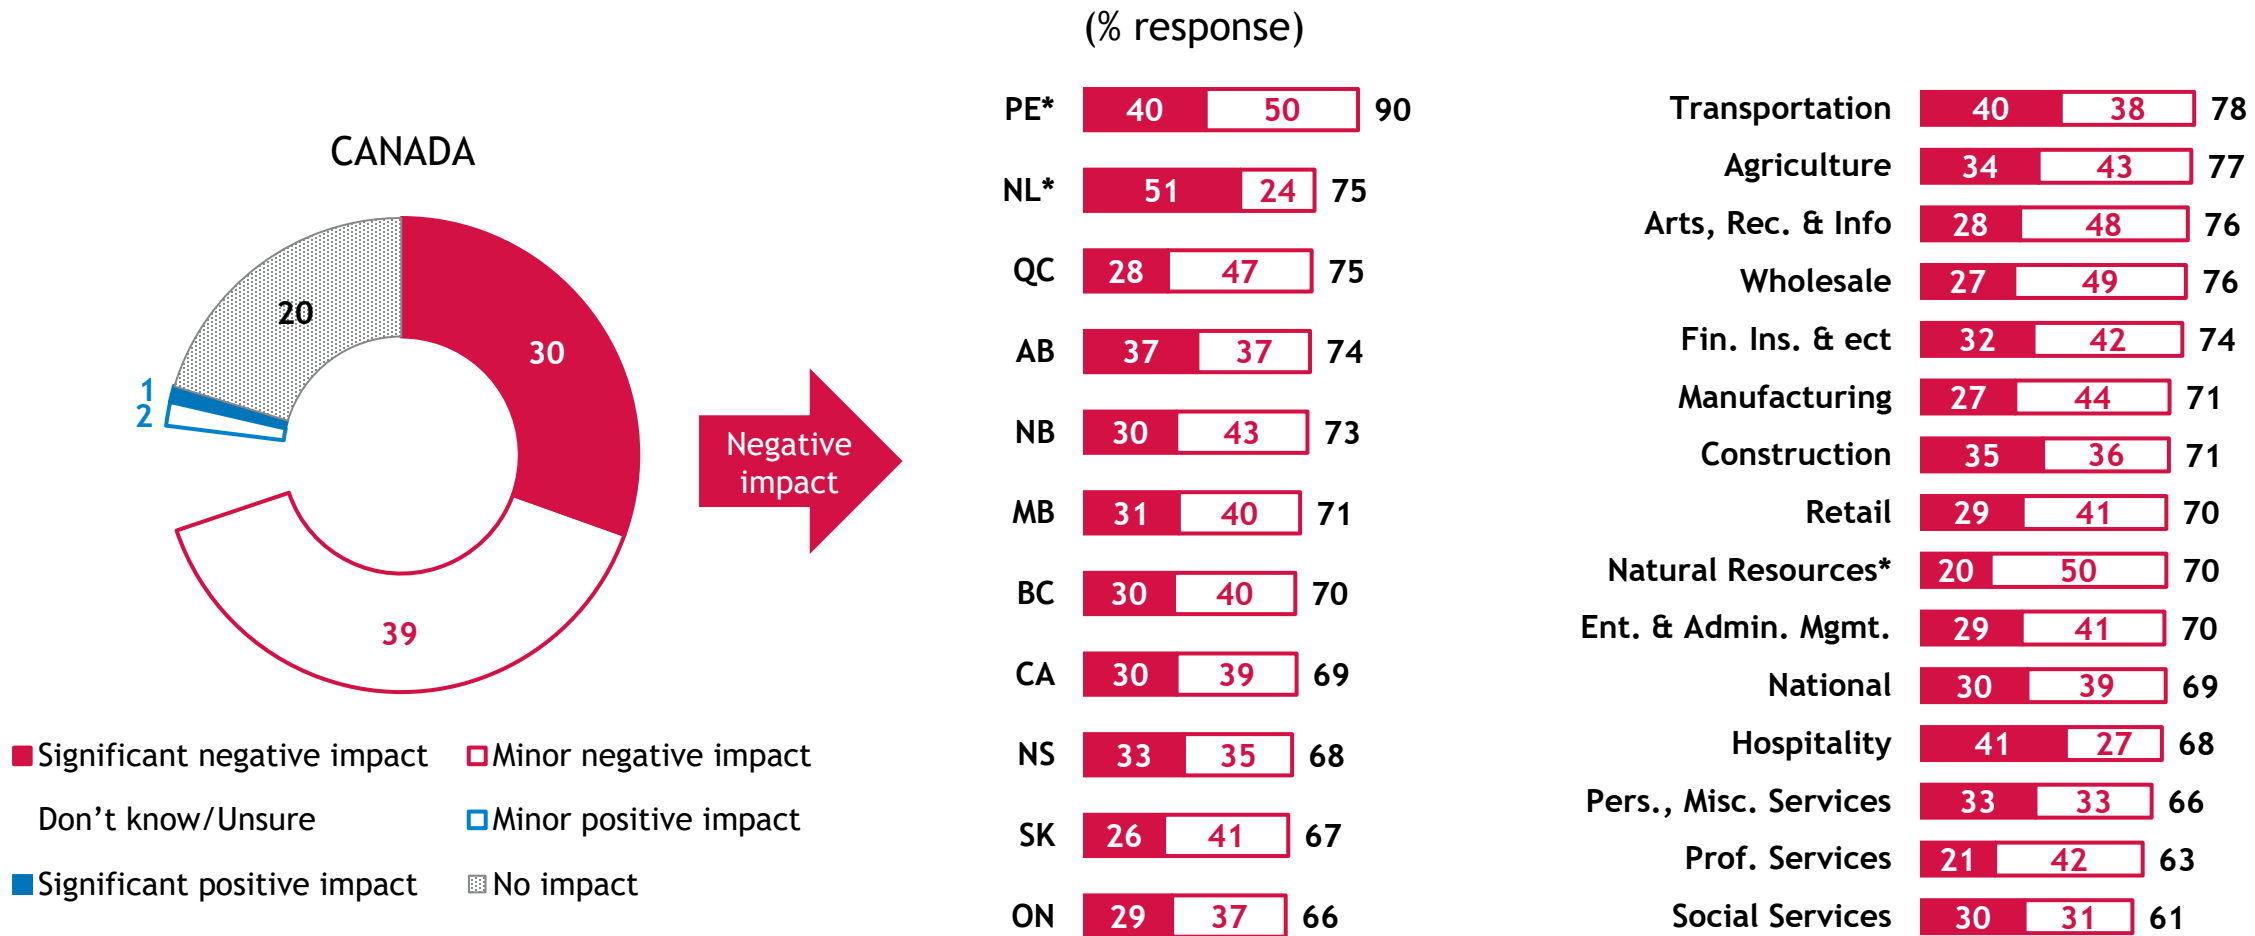 (% response)
CANADA
20
30
1
2
39
Negative
impact
Significant negative impact
Minor negative impact
Don't know/Unsure
Minor positive impact
Significant positive impact
No impact
PE* 40 50 90
NL* 51 24 75
QC 28 47 75
AB 37 37 74
NB 30 43 73
MB 31 40 71
BC 30 40 70
CA 30 39 69
NS 33 35 68
SK 26 41 67
ON 29 37 66
Transportation 40 38 78
Agriculture 34 43 77
Arts, Rec. & Info 28 48 76
Wholesale 27 49 76
Fin. Ins. & ect 32 42 74
Manufacturing 27 44 71
Construction 35 36 71
Retail 29 41 70
Natural Resources* 20 50 70
Ent. & Admin. Mgmt. 29 41 70
National 30 39 69
Hospitality 41 27 68
Pers., Misc. Services 33 33 66
Prof. Services 21 42 63
Social Services 30 31 61